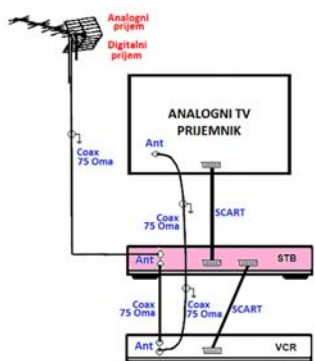 Analogni
prijem
Digitalni
prijem
ANALOGNI TV
PRIJEMNIK
Ant
Coax
75 Oma
Coax
75 Oma
SCART
Ant
STB
Coax
75 Oma
Coax
75 Oma
SCART
VCR